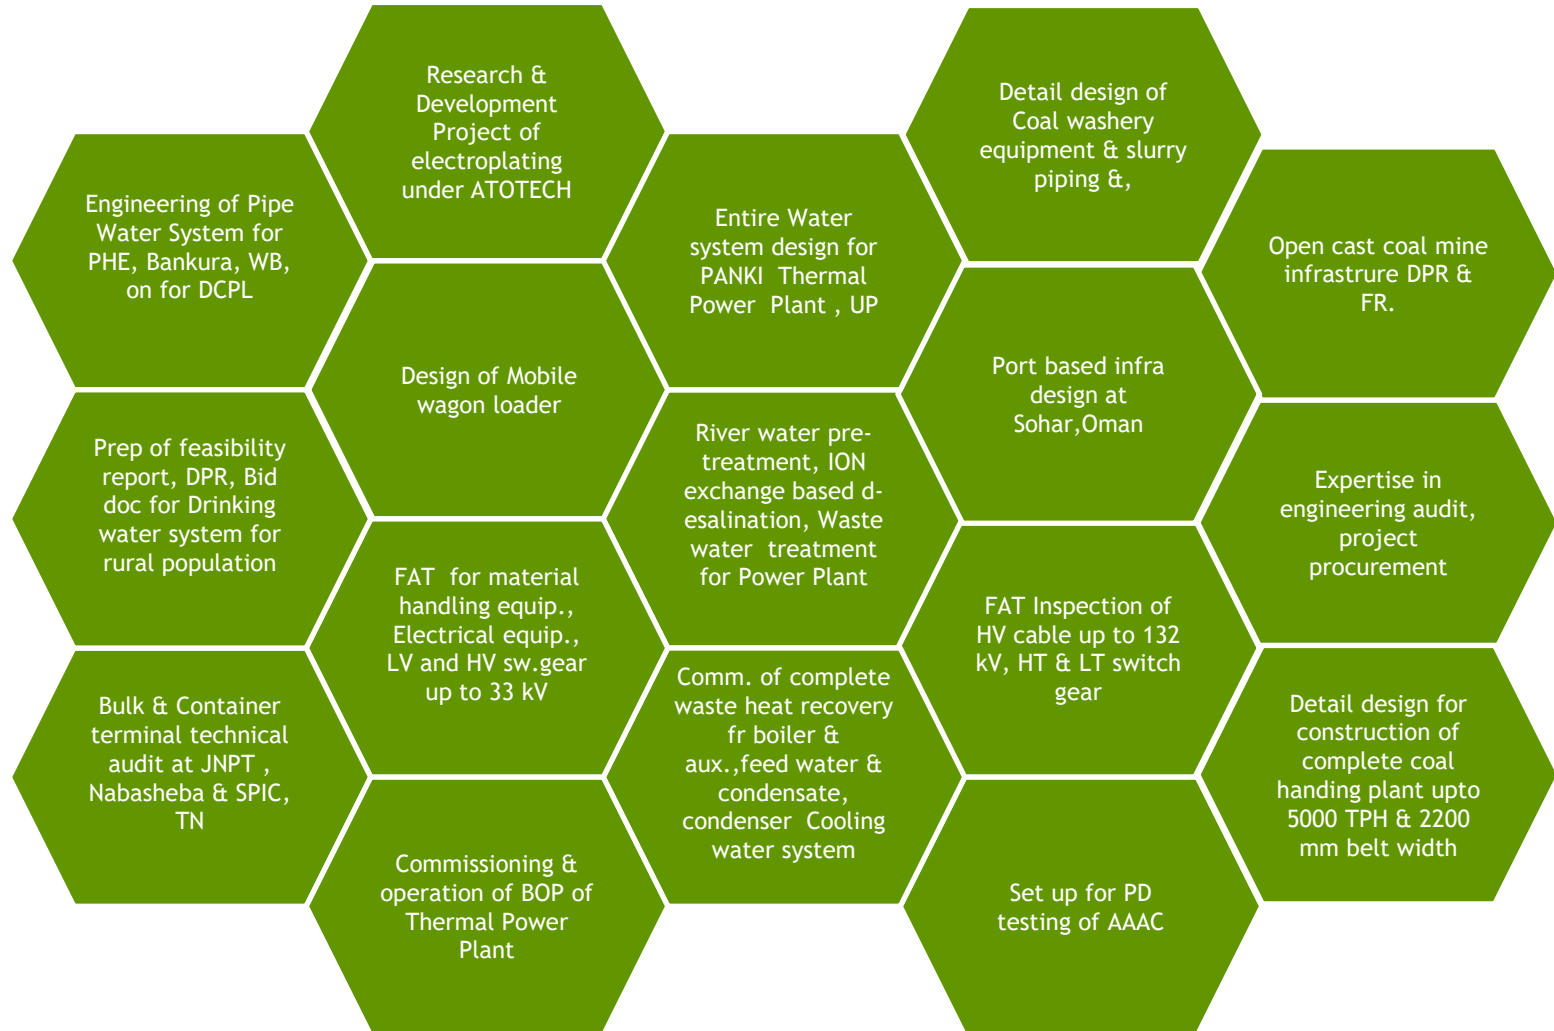 Engineering of Pipe
Water System for
PHE, Bankura, WB,
on for DCPL
Prep of feasibility
report, DPR, Bid
doc for Drinking
water system for
rural population
Bulk & Container
terminal technical
audit at JNPT ,
Nabasheba & SPIC,
TN
Research &
Development
Project of
electroplating
under ATOTECH
Design of Mobile
wagon loader
FAT for material
handling equip.,
Electrical equip.,
LV and HV sw.gear
up to 33 kV
Commissioning &
operation of BOP of
Thermal Power
Plant
Entire Water
system design for
PANKI Thermal
Power Plant , UP
River water pre-
treatment, ION
exchange based d-
esalination, Waste
water treatment
for Power Plant
Comm. of complete
waste heat recovery
fr boiler &
aux.,feed water &
condensate,
condenser Cooling
water system
Detail design of
Coal washery
equipment & slurry
piping &,
Port based infra
design at
Sohar,Oman
FAT Inspection of
HV cable up to 132
kV, HT & LT switch
gear
Set up for PD
testing of AAAC
Open cast coal mine
infrastrure DPR &
FR.
Expertise in
engineering audit,
project
procurement
Detail design for
construction of
complete coal
handing plant upto
5000 TPH & 2200
mm belt width